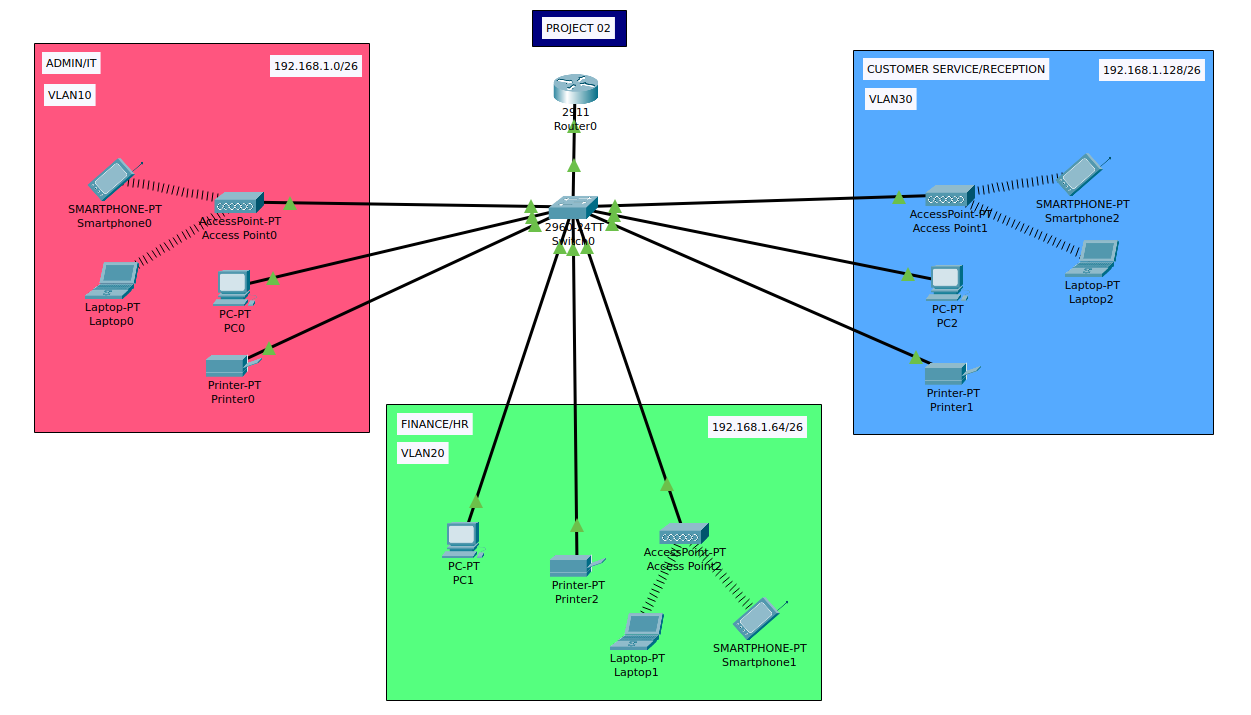 PROJECT 02
ADMIN/IT
192.168.1.0/26
VLAN10
SMARTPHONE-PT
Smartphone0
AccessPoint-PT
Access Point0
Laptop-PT
Laptop0
PC-PT
PC0
Printer-PT
Printer0
2911
Router0
2960-24TT
Switch0
CUSTOMER SERVICE/RECEPTION
192.168.1.128/26
VLAN30
AccessPoint-PT
Access Point1
SMARTPHONE-PT
Smartphone2
Laptop-PT
Laptop2
PC-PT
PC2
Printer-PT
Printer1
FINANCE/HR
192.168.1.64/26
VLAN20
PC-PT
PC1
Printer-PT
Printer2
AccessPoint-PT
Access Point2
Laptop-PT
Laptop1
SMARTPHONE-PT
Smartphone1